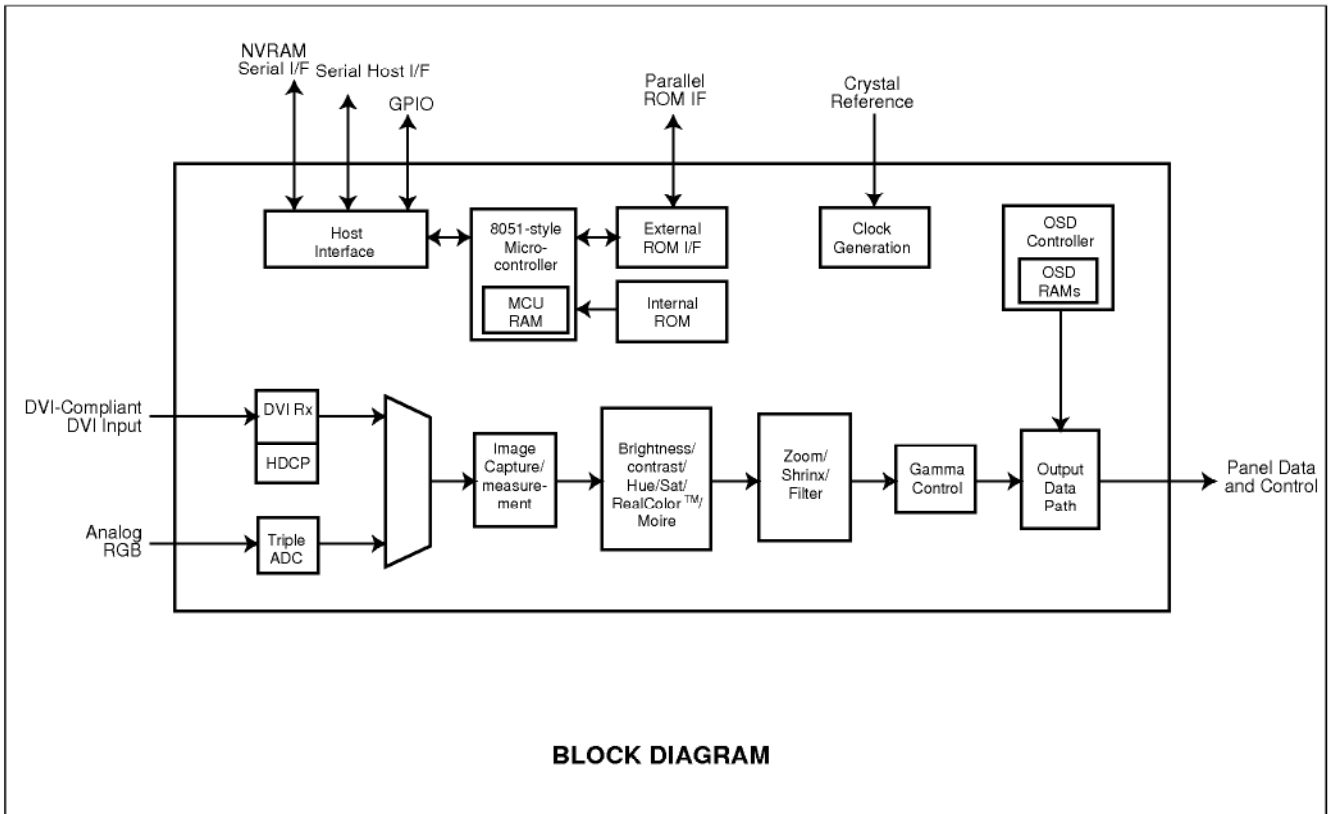 NVRAM
Serial I/F
Serial Host I/F
GPIO
Parallel
ROM IF
Crystal
Reference
Host
Interface
8051-style
Micro-
controller
MCU
RAM
External
ROM I/F
Internal
ROM
Clock
Generation
OSD
Controller
OSD
RAMs
DVI-Compliant
DVI Input
DVI Rx
HDCP
Analog
RGB
Triple
ADC
Image
Capture/
measure-
ment
Brightness/
contrast/
Hue/Sat/
RealColor™/
Moire
Zoom/
Shrinx/
Filter
Gamma
Control
Output
Data
Path
Panel Data
and Control
BLOCK DIAGRAM